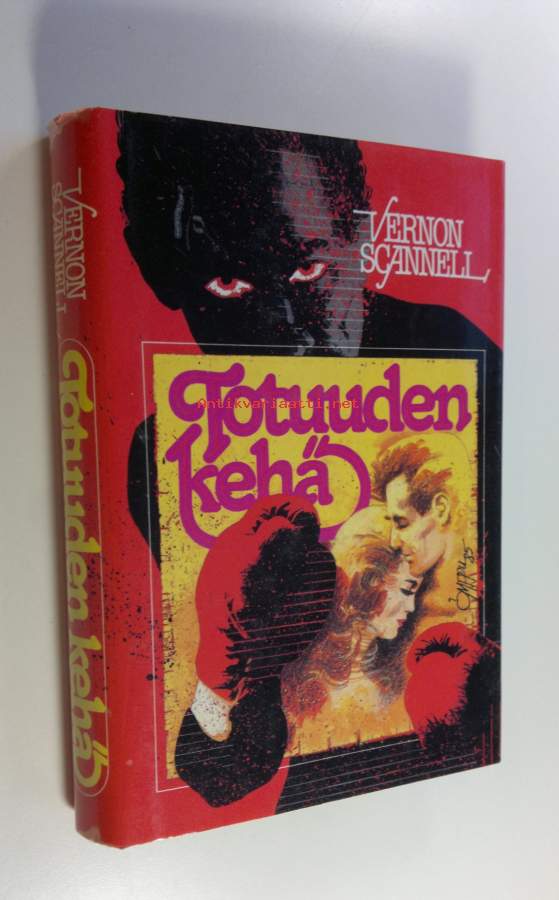 VERNON
SCANNELL
Totuuden
kehä
Antikvariaatti.net
VERNON
SCANNELL
Totuuden kehä